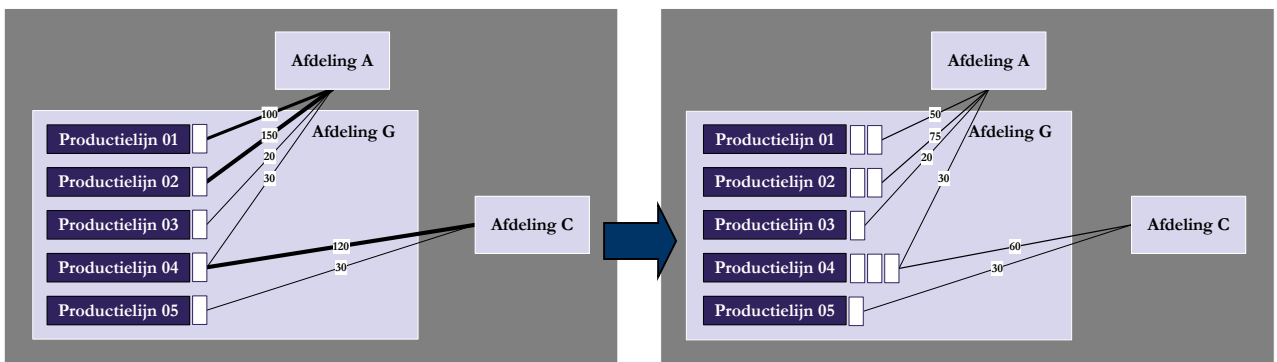 Afdeling A
100
Afdeling G
Productielijn 01
150
20
Productielijn 02
30
Productielijn 03
Afdeling C
120
Productielijn 04
30
Productielijn 05
Afdeling A
50
Afdeling G
Productielijn 01
75
20
Productielijn 02
30
Productielijn 03
Afdeling C
60
Productielijn 04
30
Productielijn 05